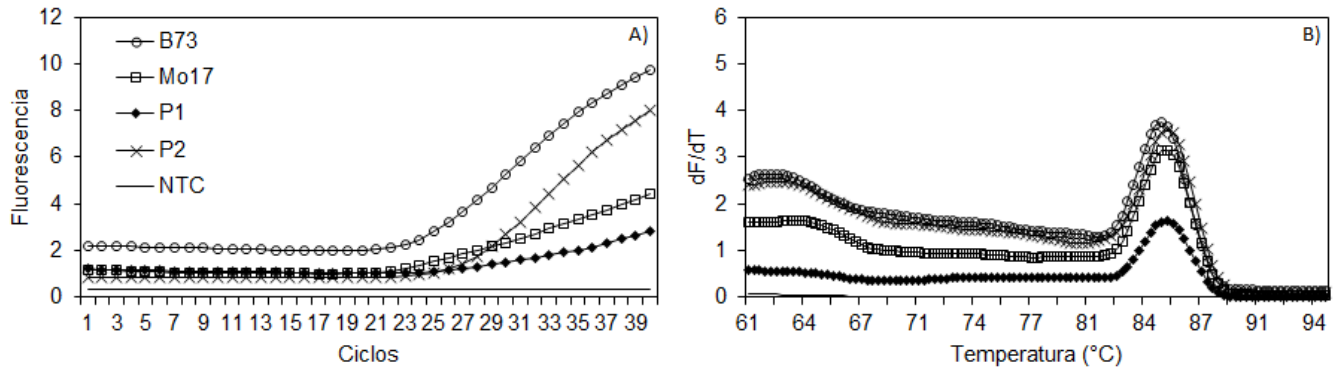 A)
Fluorescencia
12
10
8
6
4
2
0
B73
Mo17
P1
P2
NTC
1 3 5 7 9 11 13 15 17 19 21 23 25 27 29 31 33 35 37 39
Ciclos
B)
dF/dT
6
5
4
3
2
1
0
61 64 67 71 74 77 81 84 87 91 94
Temperatura (°C)